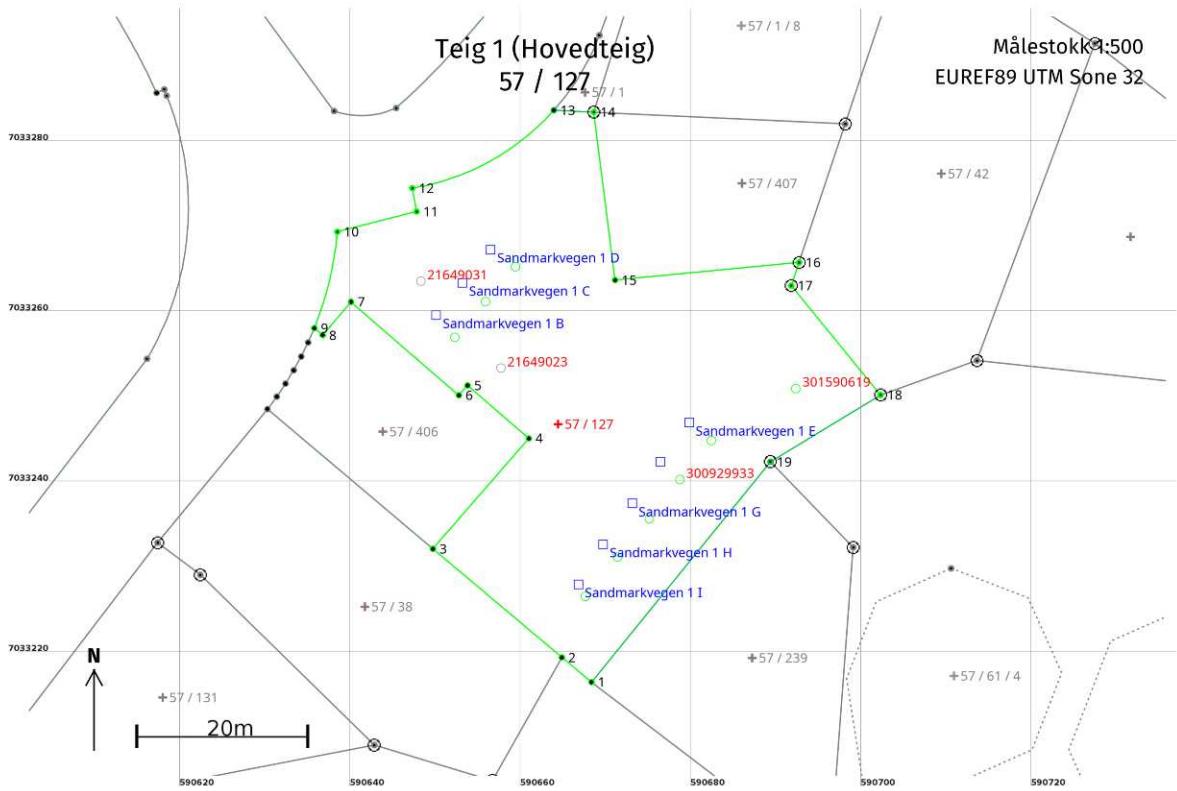 Teig 1 (Hovedteig)
57 / 127
Målestokk 1:500
EUREF89 UTM Sone 32
57 / 1 / 8
57 / 1
13
14
7033280
57 / 407
57 / 42
12
11
10
Sandmarkvegen 1 D
16
21649031
15
17
Sandmarkvegen 1 C
7033260
7
Sandmarkvegen 1 B
9
8
21649023
5
6
301590619
18
57 / 127
57 / 406
4
Sandmarkvegen 1 E
19
7033240
300929933
Sandmarkvegen 1 G
3
Sandmarkvegen 1 H
Sandmarkvegen 1 I
57 / 38
7033220
N
2
57 / 239
1
57 / 61 / 4
57 / 131
20m
590620
590640
590660
590680
590700
590720